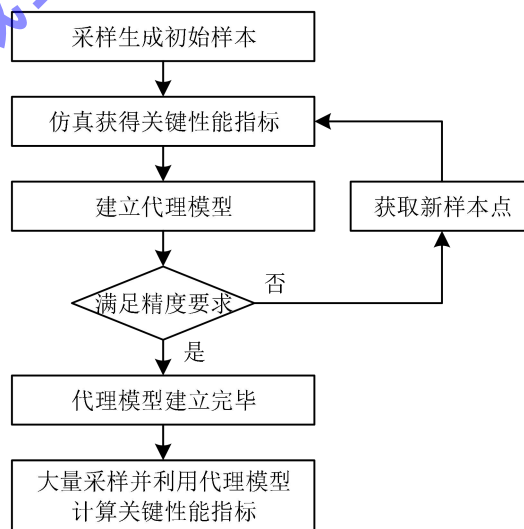 采样生成初始样本
仿真获得关键性能指标
建立代理模型
获取新样本点
满足精度要求
否
是
代理模型建立完毕
大量采样并利用代理模型
计算关键性能指标